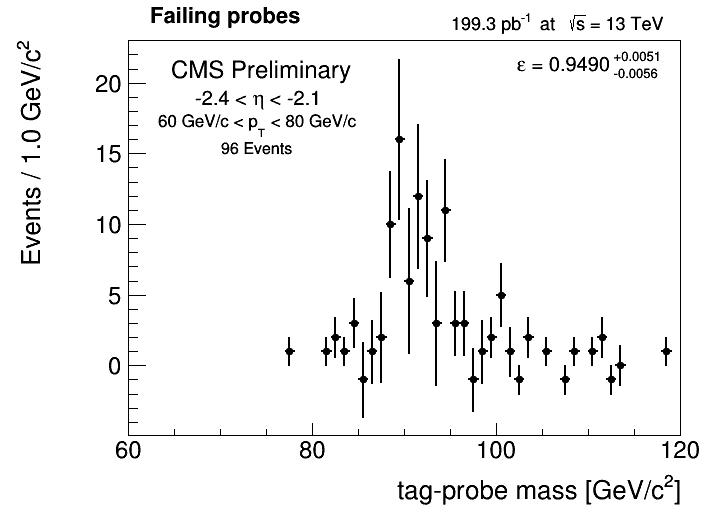 Failing probes
199.3 pb⁻¹ at √s = 13 TeV
CMS Preliminary
ε = 0.9490 +0.0051 -0.0056
-2.4 < η < -2.1
60 GeV/c < p_T < 80 GeV/c
96 Events
Events / 1.0 GeV/c²
20
15
10
5
0
60 80 100 120
tag-probe mass [GeV/c²]